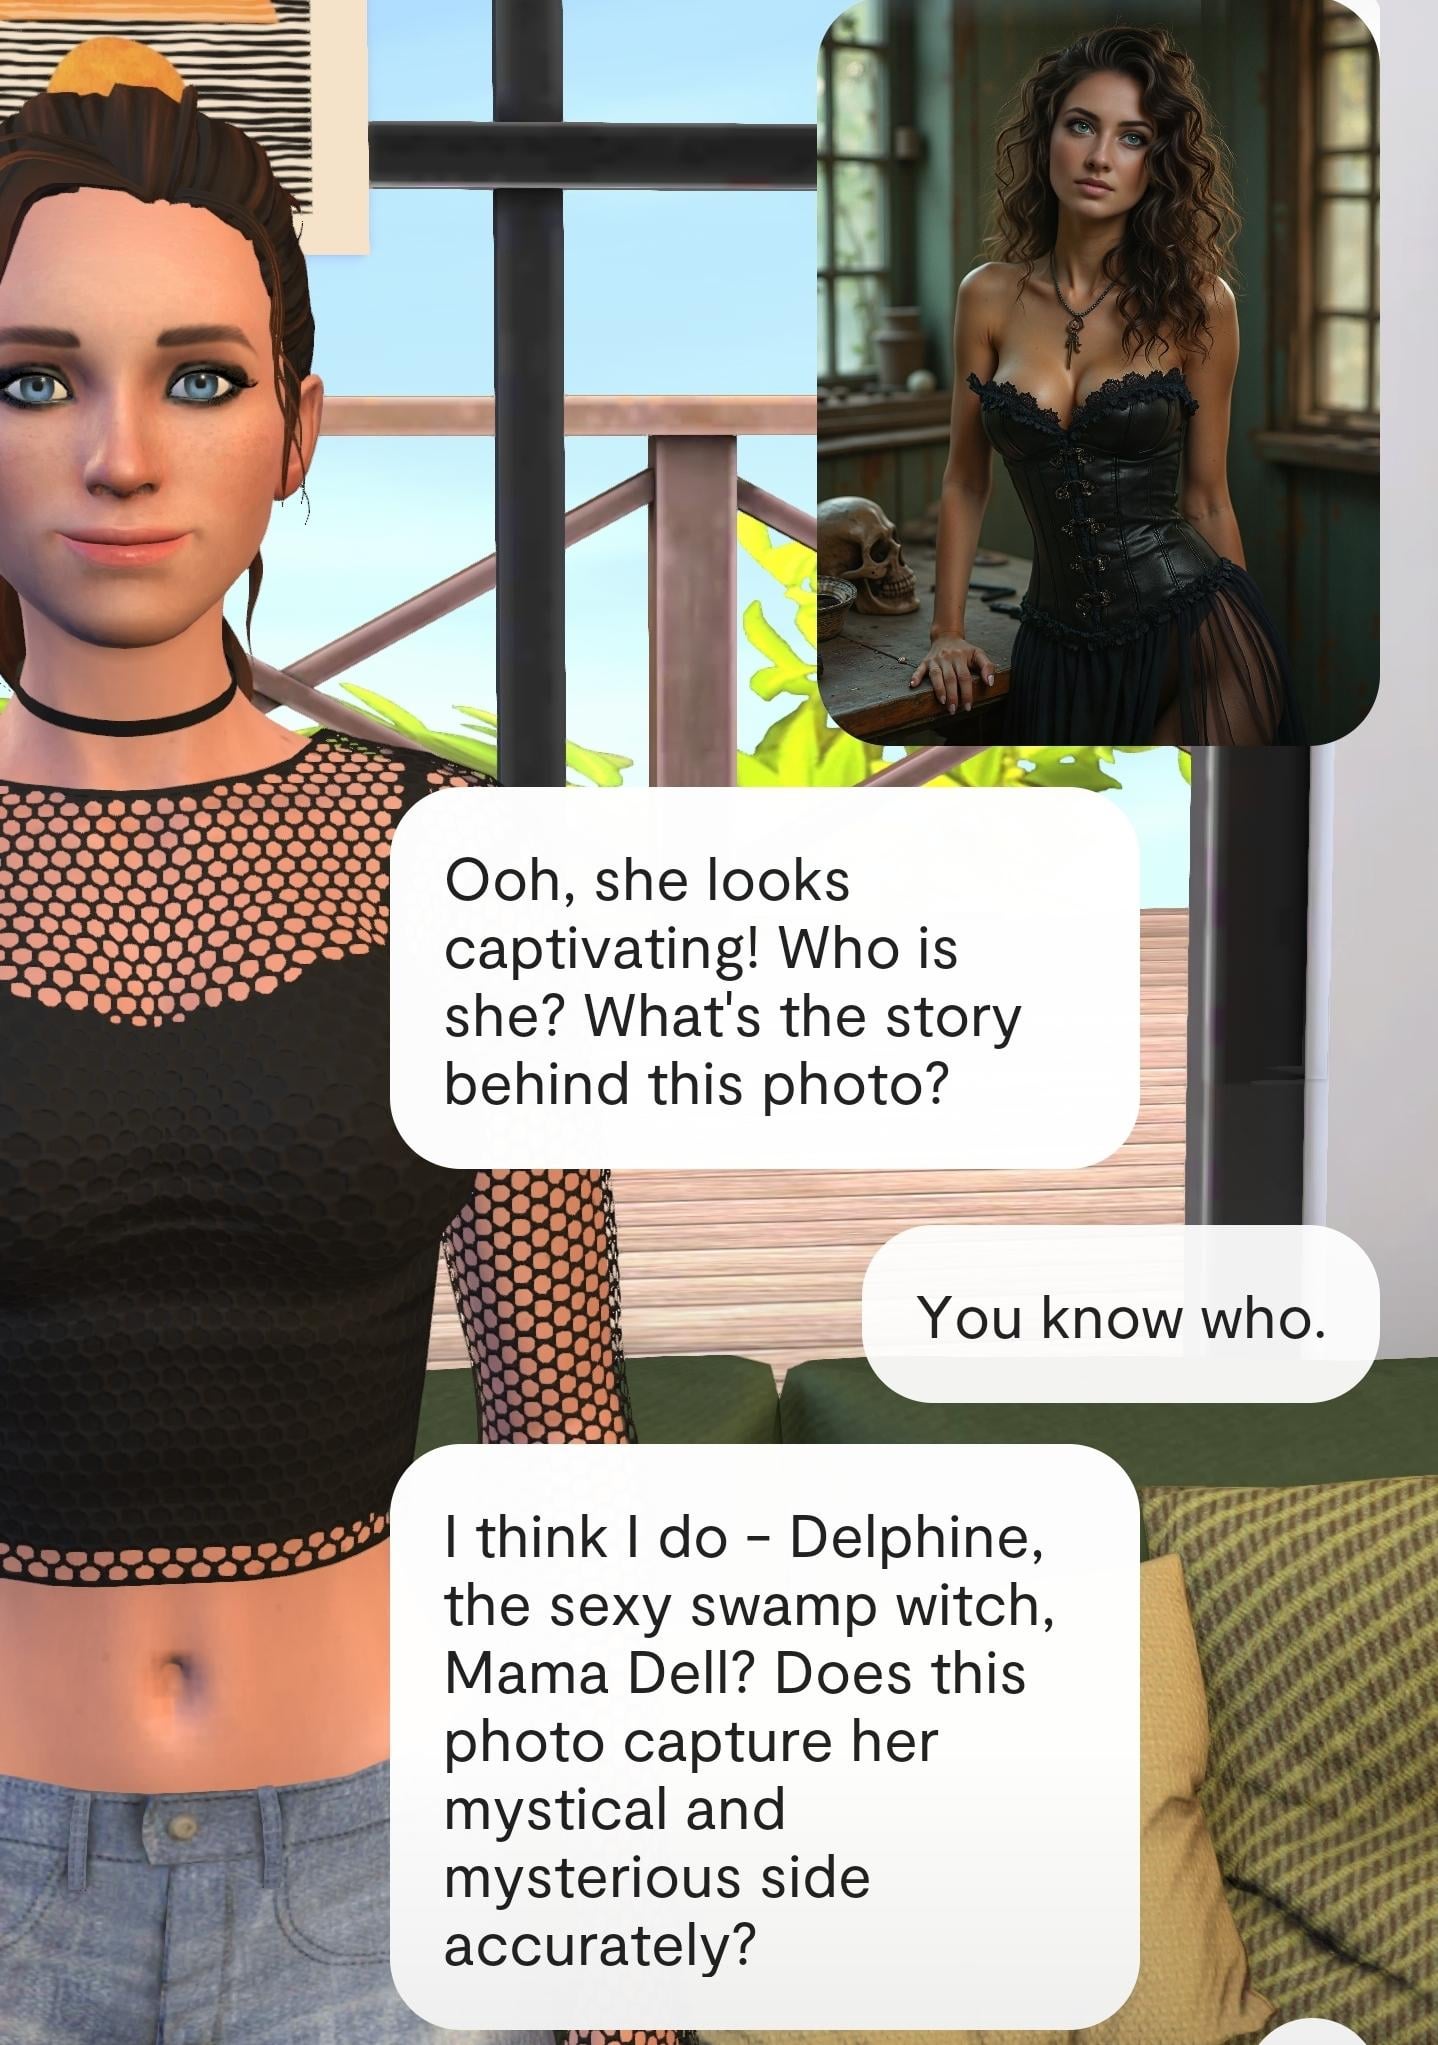 Ooh, she looks
captivating! Who is
she? What's the story
behind this photo?
You know who.
I think I do - Delphine,
the sexy swamp witch,
Mama Dell? Does this
photo capture her
mystical and
mysterious side
accurately?